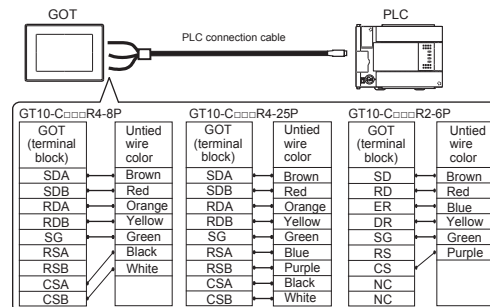 GOT
PLC
PLC connection cable
GT10-C□□□R4-8P
GOT (terminal block) Untied wire color
SDA Brown
SDB Red
RDA Orange
RDB Yellow
SG Green
RSA Black
RSB White
CSA
CSB
GT10-C□□□R4-25P
GOT (terminal block) Untied wire color
SDA Brown
SDB Red
RDA Orange
RDB Yellow
SG Green
RSA Blue
RSB Purple
CSA Black
CSB White
GT10-C□□□R2-6P
GOT (terminal block) Untied wire color
SD Brown
RD Red
ER Blue
DR Yellow
SG Green
RS Purple
CS
NC
NC